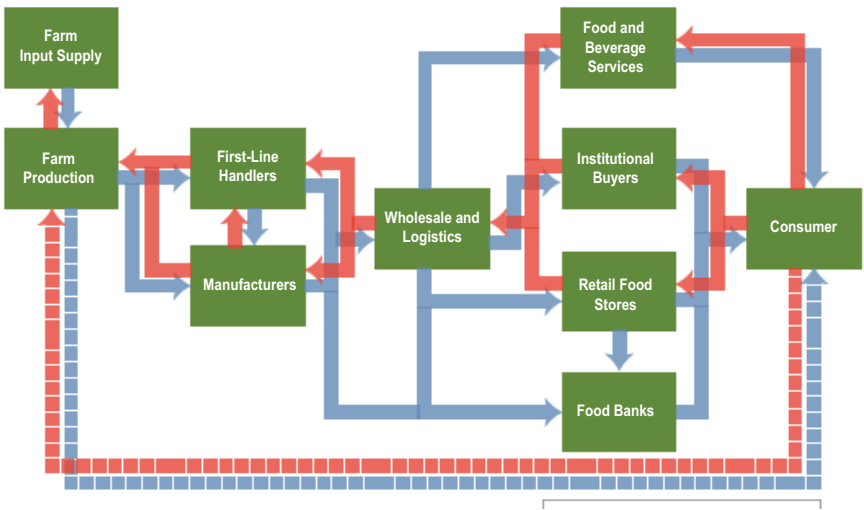 Farm
Input Supply
Food and
Beverage
Services
Farm
Production
First-Line
Handlers
Institutional
Buyers
Wholesale and
Logistics
Consumer
Manufacturers
Retail Food
Stores
Food Banks